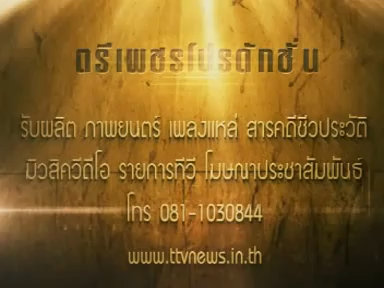 ตรีเพชรโปรดักชั่น
รับผลิต ภาพยนตร์ เพลงแหล่ สารคดีชีวประวัติ
มิวสิควีดีโอ รายการทีวี โฆษณาประชาสัมพันธ์
โทร 081-1030844
www.ttvnews.in.th